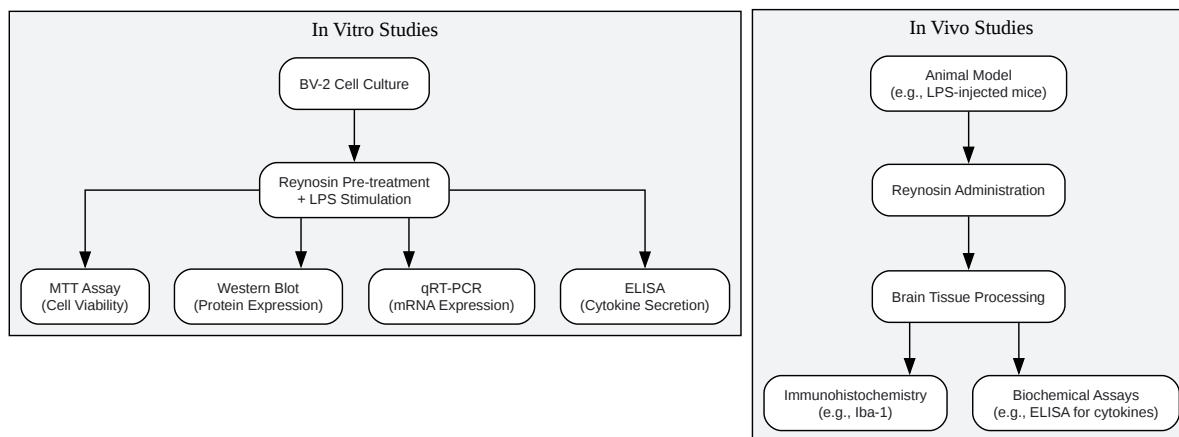 In Vitro Studies
BV-2 Cell Culture
Reynosin Pre-treatment
+ LPS Stimulation
MTT Assay
(Cell Viability)
Western Blot
(Protein Expression)
qRT-PCR
(mRNA Expression)
ELISA
(Cytokine Secretion)
In Vivo Studies
Animal Model
(e.g., LPS-injected mice)
Reynosin Administration
Brain Tissue Processing
Immunohistochemistry
(e.g., Iba-1)
Biochemical Assays
(e.g., ELISA for cytokines)